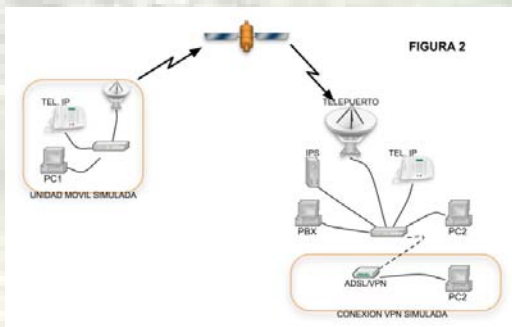 FIGURA 2
TEL. IP
PC1
UNIDAD MOVIL SIMULADA
TELEPUERTO
IPS
TEL. IP
PBX
PC2
ADSL/VPN
PC2
CONEXION VPN SIMULADA